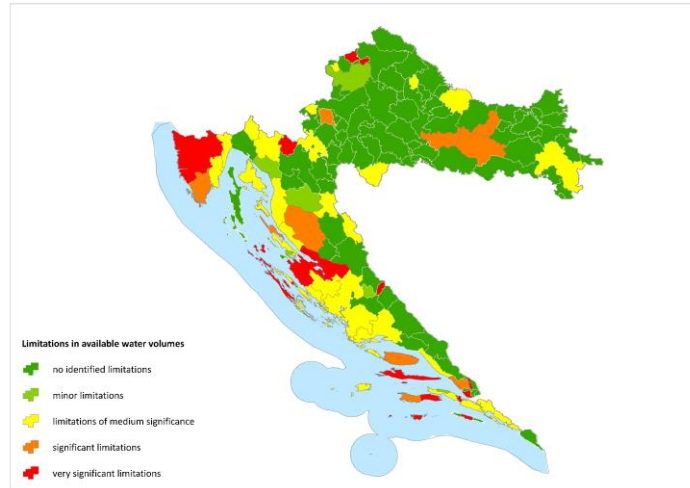 Limitations in available water volumes
no identified limitations
minor limitations
limitations of medium significance
significant limitations
very significant limitations